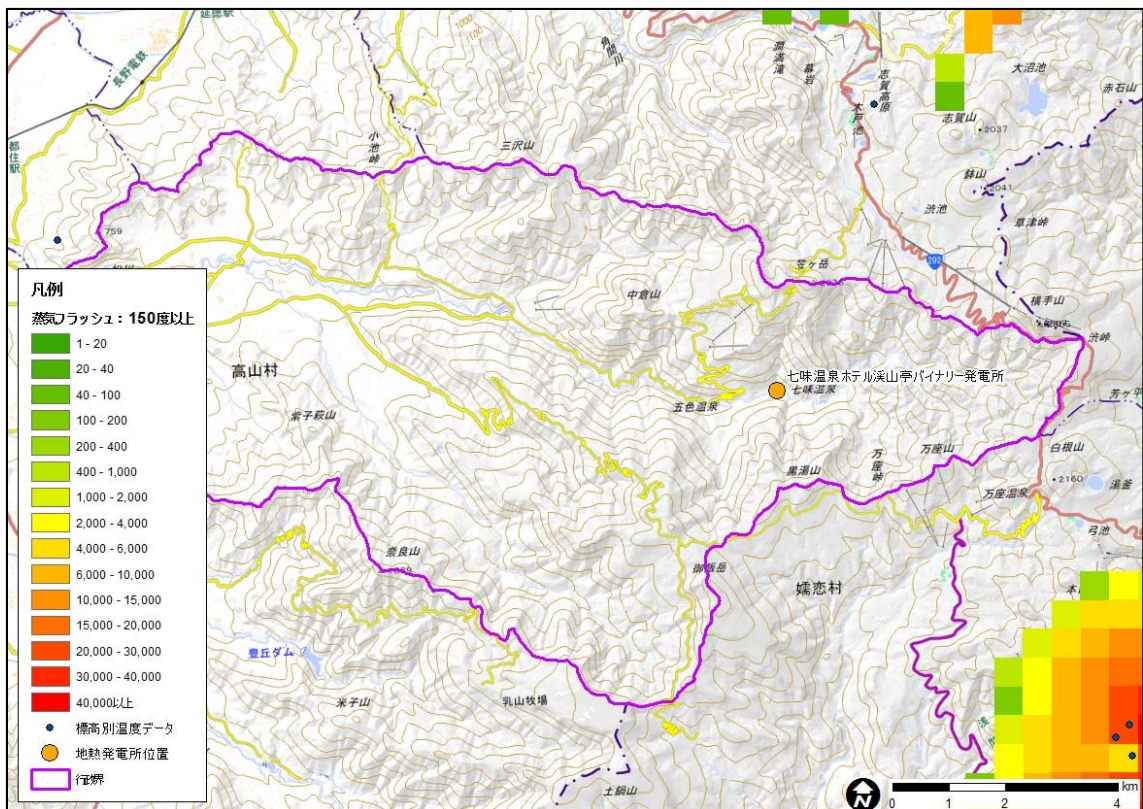 延徳駅
1000
100
角間川
澗満滝
幕岩
志賀高原
大沼池
赤石山
長野電鉄
木戸池
志賀山
2037
都住駅
小池峠
三沢山
鉢山
2041
渋池
草津峠
759
292
笠ヶ岳
横手山
中倉山
渋峠
凡例
蒸気フラッシュ：150度以上
1 - 20
20 - 40
40 - 100
100 - 200
200 - 400
400 - 1,000
1,000 - 2,000
2,000 - 4,000
4,000 - 6,000
6,000 - 10,000
10,000 - 15,000
15,000 - 20,000
20,000 - 30,000
30,000 - 40,000
40,000以上
標高別温度データ
地熱発電所位置
行政界
高山村
七味温泉ホテル渓山亭バイナリー発電所
七味温泉
五色温泉
芳ヶ平
紫子萩山
万座峠
万座山
白根山
黒湯山
2160
湯釜
万座温泉
弓池
奈良山
御飯岳
嬬恋村
豊丘ダム
米子山
乳山牧場
土鍋山
N
km
0 1 2 4